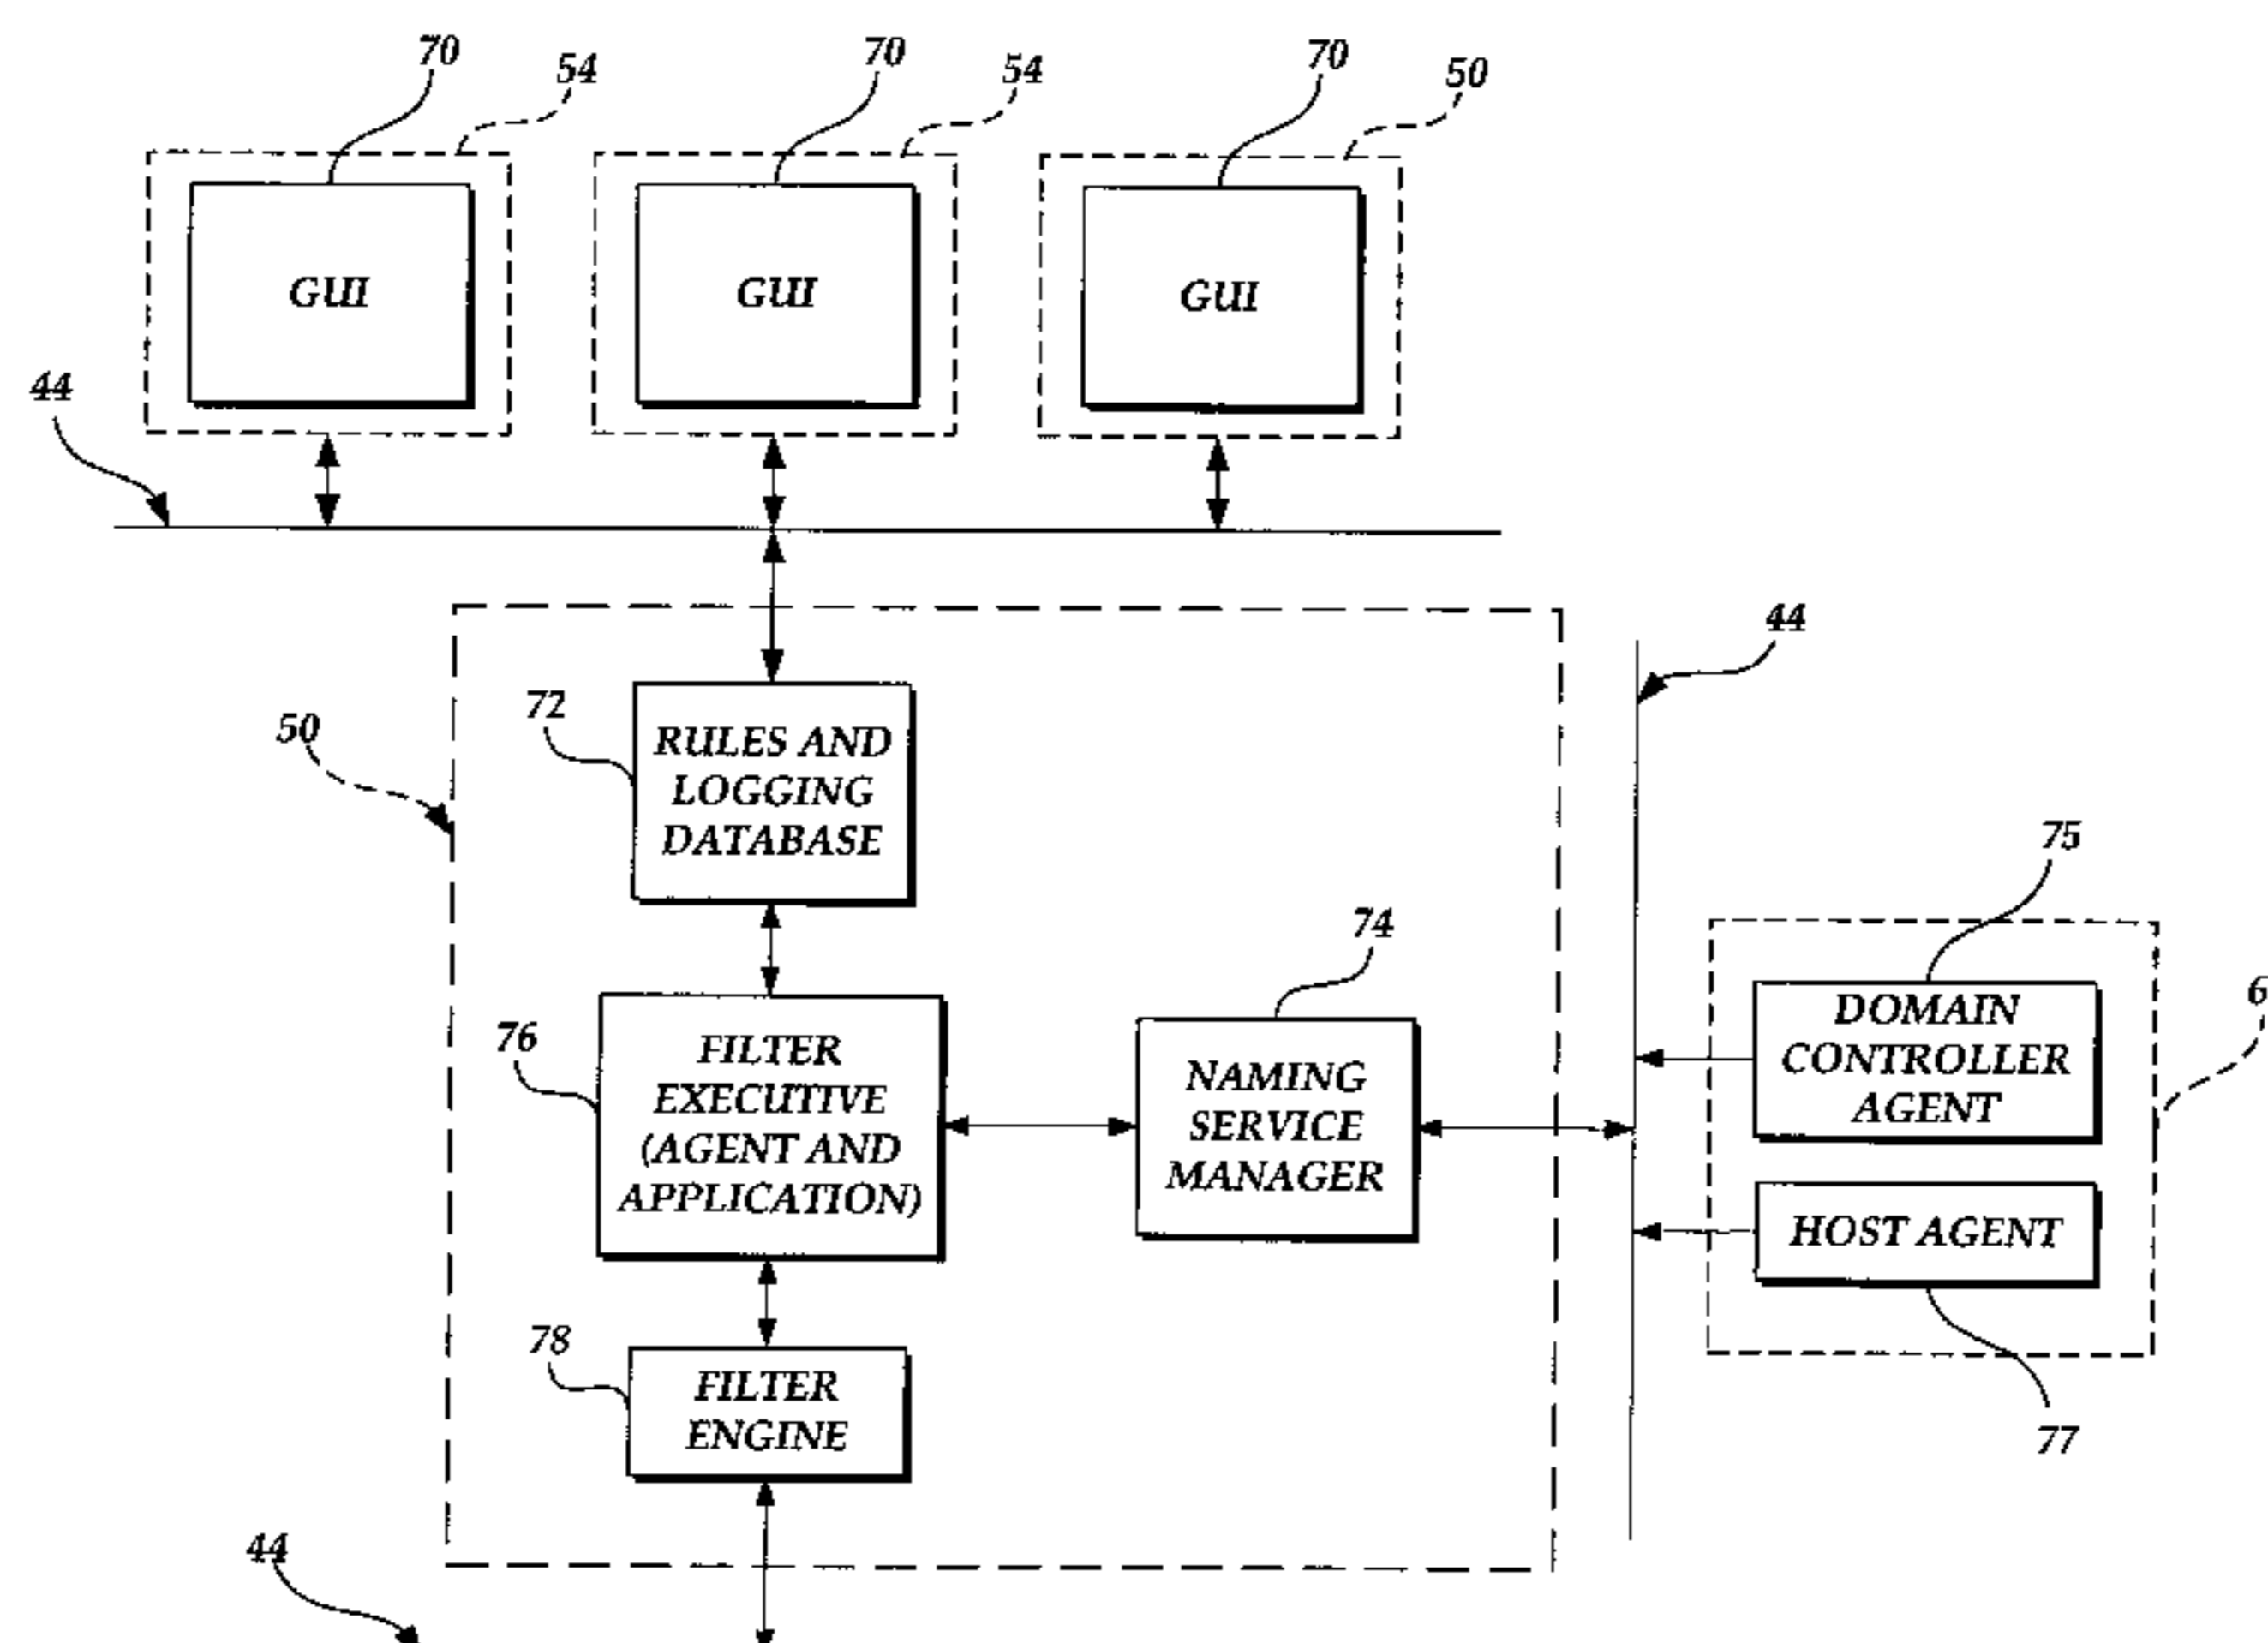 70
54
70
54
70
50
GUI
GUI
GUI
44
44
50
72
RULES AND
LOGGING
DATABASE
75
74
76
FILTER
EXECUTIVE
(AGENT AND
APPLICATION)
NAMING
SERVICE
MANAGER
DOMAIN
CONTROLLER
AGENT
6
HOST AGENT
78
FILTER
ENGINE
77
44